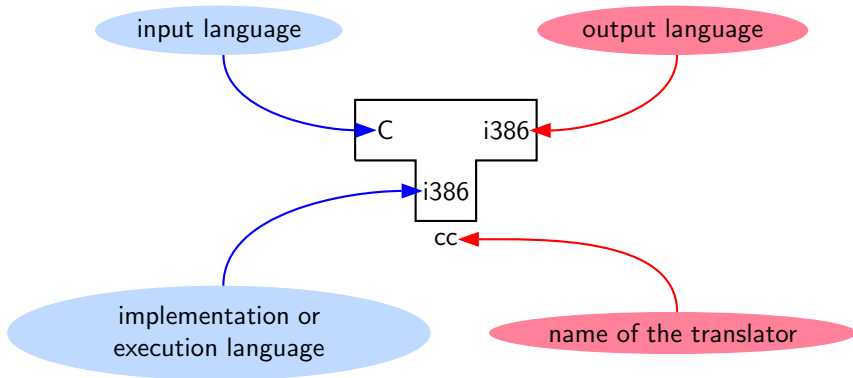 input language
output language
C
i386
i386
cc
implementation or
execution language
name of the translator